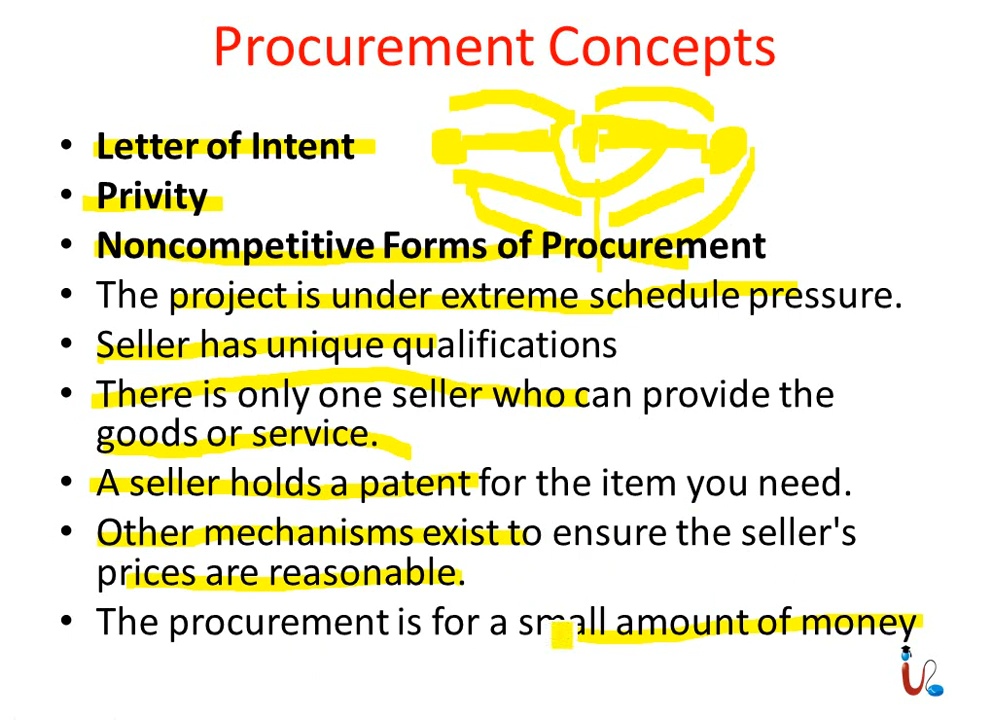 Procurement Concepts
• Letter of Intent
• Privity
• Noncompetitive Forms of Procurement
• The project is under extreme schedule pressure.
• Seller has unique qualifications
• There is only one seller who can provide the
goods or service.
• A seller holds a patent for the item you need.
• Other mechanisms exist to ensure the seller's
prices are reasonable.
• The procurement is for a small amount of money